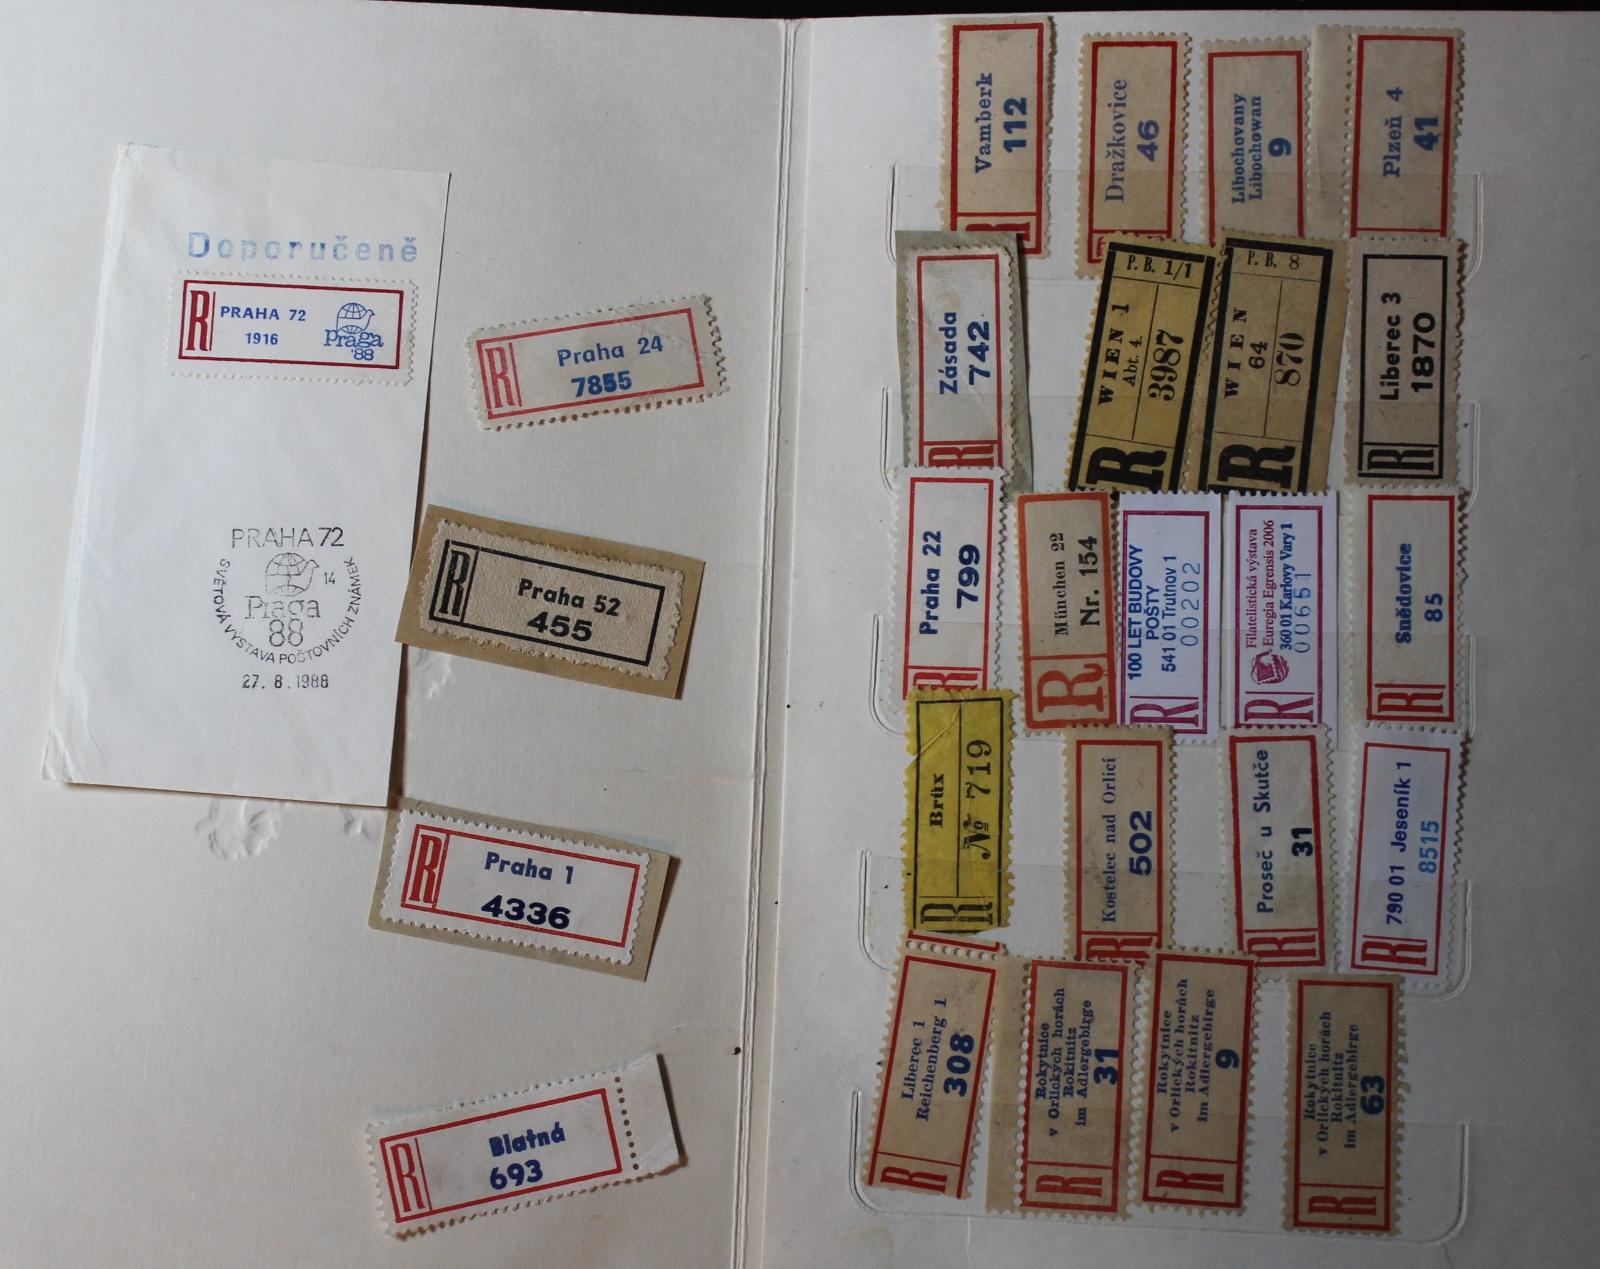 Doporučeně
R PRAHA 72
1916
Praga
'88
PRAHA 72
14
Praga
88
SVĚTOVÁ VÝSTAVA POŠTOVNÍCH ZNÁMEK
27. 8. 1988
R Praha 24
7855
R Praha 52
455
R Praha 1
4336
R Blatná
693
R Vamberk
112
R Dražkovice
46
Libochovany
Libochowan
9
Plzeň 4
41
R Zásada
742
P. B. 1/1
R WIEN 1
Abt. 4.
3987
P. B. 8
R WIEN
64
870
R Liberec 3
1870
R Praha 22
799
R München 22
Nr. 154
R 100 LET BUDOVY
POŠTY
541 01 Trutnov 1
00202
R Filatelistická výstava
Euregia Egrensis 2006
360 01 Karlovy Vary 1
00651
R Snědovice
85
R Brüx
№ 719
R Kostelec nad Orlicí
502
R Proseč u Skutče
31
R 790 01 Jeseník 1
8515
R Liberec 1
Reichenberg 1
308
R Rokytnice
v Orlických horách
Rokitnitz
im Adlergebirge
31
R Rokytnice
v Orlických horách
Rokitnitz
im Adlergebirge
9
R Rokytnice
v Orlických horách
Rokitnitz
im Adlergebirge
63